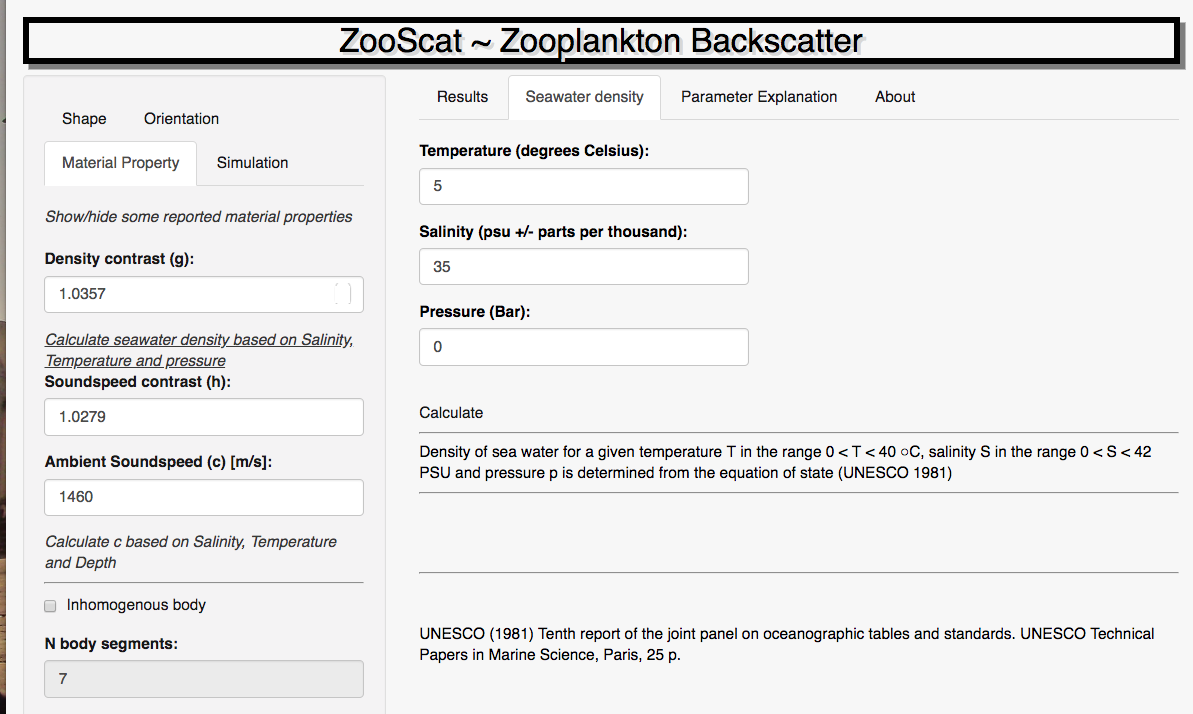 ZooScat ~ Zooplankton Backscatter
Shape Orientation
Material Property Simulation
Show/hide some reported material properties
Density contrast (g):
1.0357
Calculate seawater density based on Salinity,
Temperature and pressure
Soundspeed contrast (h):
1.0279
Ambient Soundspeed (c) [m/s]:
1460
Calculate c based on Salinity, Temperature
and Depth
Inhomogenous body
N body segments:
7
Results Seawater density Parameter Explanation About
Temperature (degrees Celsius):
5
Salinity (psu +/- parts per thousand):
35
Pressure (Bar):
0
Calculate
Density of sea water for a given temperature T in the range 0 < T < 40 ○C, salinity S in the range 0 < S < 42
PSU and pressure p is determined from the equation of state (UNESCO 1981)
UNESCO (1981) Tenth report of the joint panel on oceanographic tables and standards. UNESCO Technical
Papers in Marine Science, Paris, 25 p.